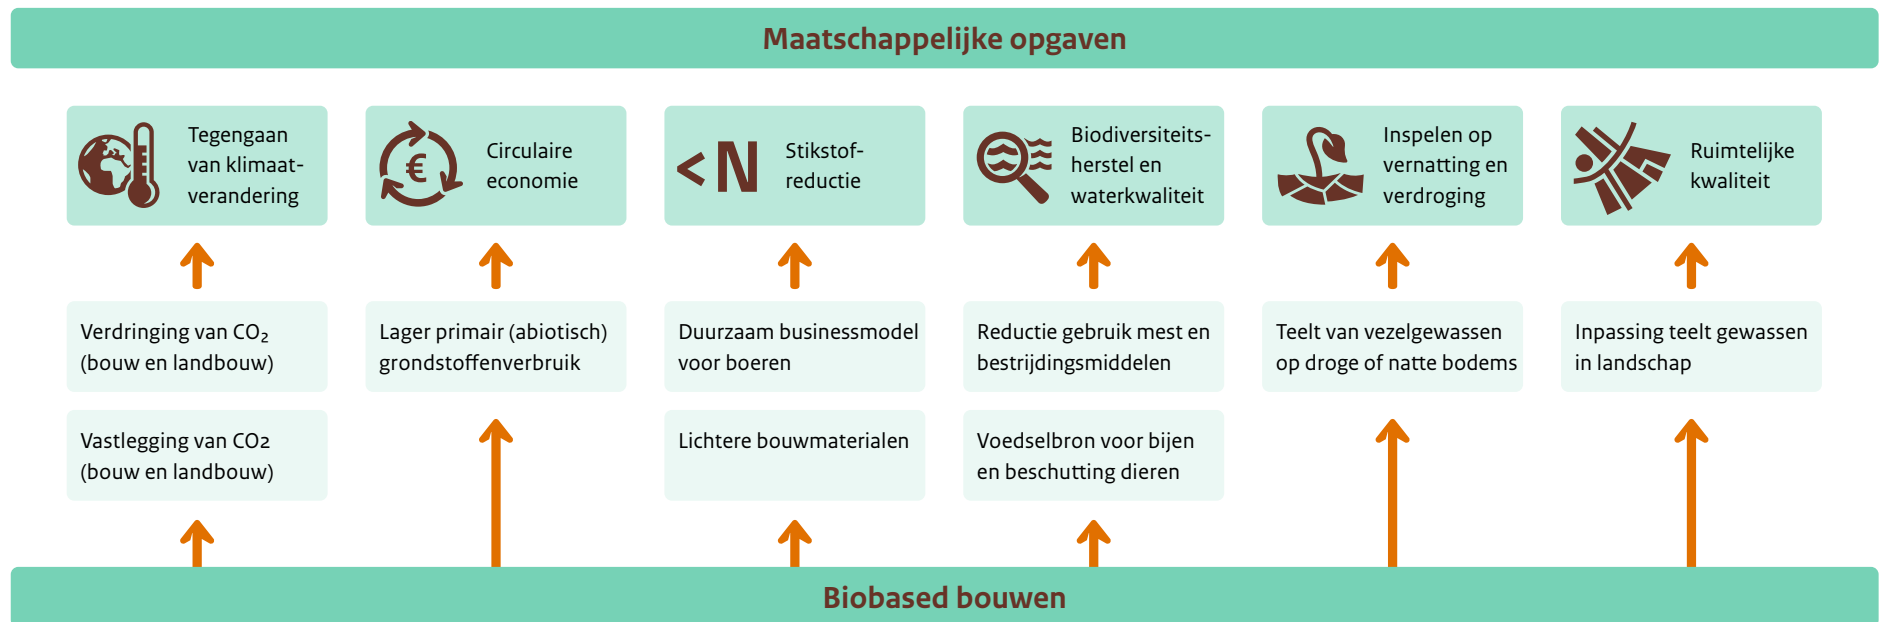 Maatschappelijke opgaven
Tegengaan
van klimaat-
verandering
€
Circulaire
economie
<N
Stikstof-
reductie
Biodiversiteits-
herstel en
waterkwaliteit
Inspelen op
vernatting en
verdroging
Ruimtelijke
kwaliteit
Verdringing van CO₂
(bouw en landbouw)
Lager primair (abiotisch)
grondstoffenverbruik
Duurzaam businessmodel
voor boeren
Reductie gebruik mest en
bestrijdingsmiddelen
Teelt van vezelgewassen
op droge of natte bodems
Inpassing teelt gewassen
in landschap
Vastlegging van CO2
(bouw en landbouw)
Lichtere bouwmaterialen
Voedselbron voor bijen
en beschutting dieren
Biobased bouwen